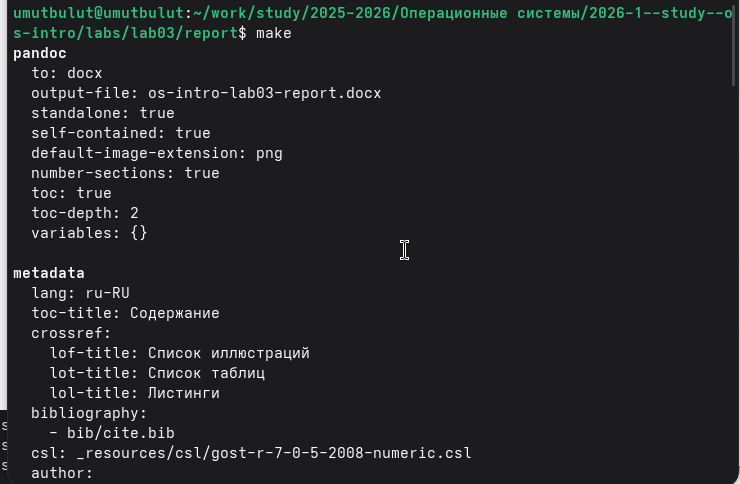 umutbulut@umutbulut:~/work/study/2025-2026/Операционные системы/2026-1--study--o
s-intro/labs/lab03/report$ make
pandoc
  to: docx
  output-file: os-intro-lab03-report.docx
  standalone: true
  self-contained: true
  default-image-extension: png
  number-sections: true
  toc: true
  toc-depth: 2
  variables: {}

metadata
  lang: ru-RU
  toc-title: Содержание
  crossref:
    lof-title: Список иллюстраций
    lot-title: Список таблиц
    lol-title: Листинги
  bibliography:
    - bib/cite.bib
  csl: _resources/csl/gost-r-7-0-5-2008-numeric.csl
  author: